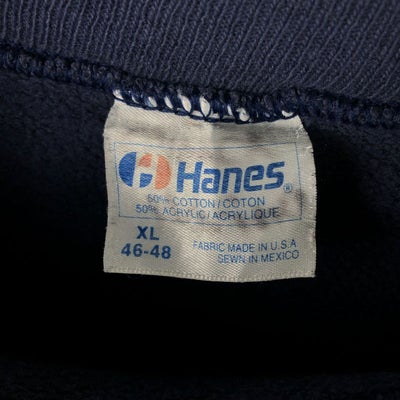 Hanes®
50% COTTON/COTON
50% ACRYLIC/ACRYLIQUE
XL
46-48
FABRIC MADE IN U.S.A
SEWN IN MEXICO